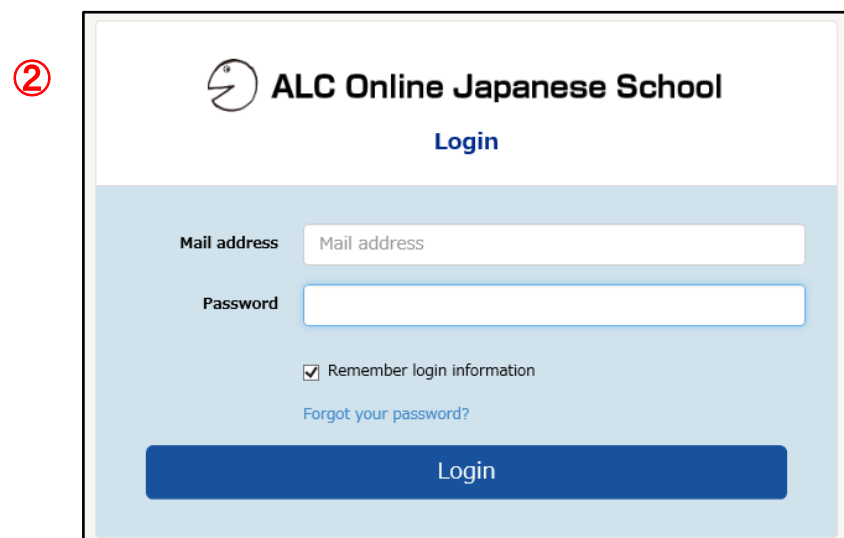 ②
ALC Online Japanese School
Login
Mail address Mail address
Password
Remember login information
Forgot your password?
Login